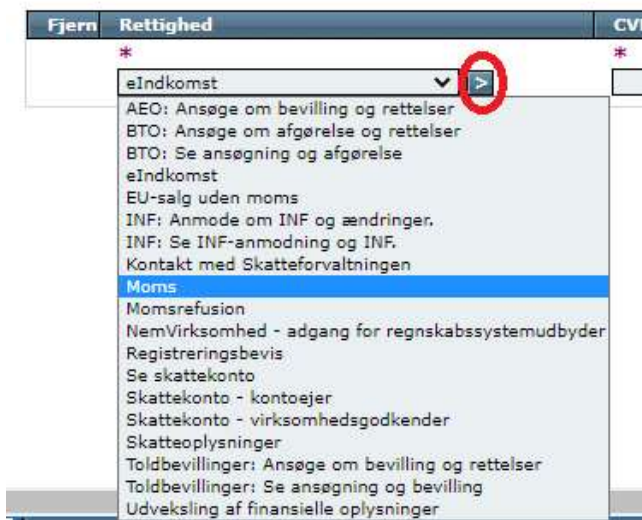 Fjern Rettighed CVI
* *
eIndkomst >
AEO: Ansøge om bevilling og rettelser
BTO: Ansøge om afgørelse og rettelser
BTO: Se ansøgning og afgørelse
eIndkomst
EU-salg uden moms
INF: Anmode om INF og ændringer.
INF: Se INF-anmodning og INF.
Kontakt med Skatteforvaltningen
Moms
Momsrefusion
NemVirksomhed - adgang for regnskabssystemudbyder
Registreringsbevis
Se skattekonto
Skattekonto - kontoejer
Skattekonto - virksomhedsgodkender
Skatteoplysninger
Toldbevillinger: Ansøge om bevilling og rettelser
Toldbevillinger: Se ansøgning og bevilling
Udveksling af finansielle oplysninger